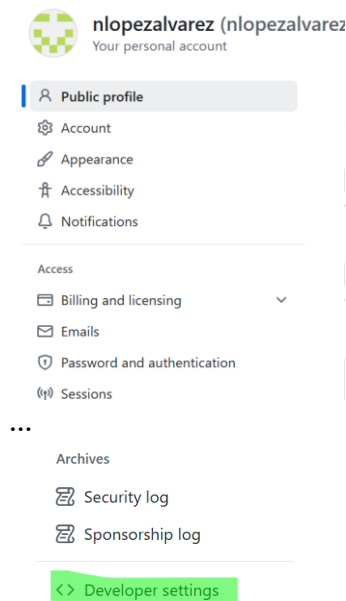 nlopezalvarez (nlopezalvarez
Your personal account
Public profile
Account
Appearance
Accessibility
Notifications
Access
Billing and licensing
Emails
Password and authentication
Sessions
...
Archives
Security log
Sponsorship log
Developer settings